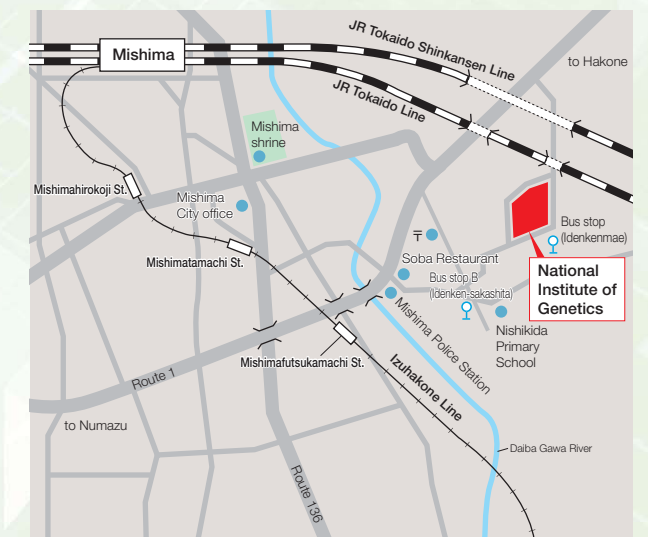 JR Tokaido Shinkansen Line
Mishima
to Hakone
JR Tokaido Line
Mishima
shrine
Mishimahirokoji St.
Mishima
City office
Bus stop
(Idenkenmae)
〒
Mishimatamachi St.
Soba Restaurant
National
Institute of
Genetics
Bus stop B
(Idenken-sakashita)
Mishima Police Station
Nishikida
Primary
School
Mishimafutsukamachi St.
Izuhakone Line
Route 1
to Numazu
Daiba Gawa River
Route 136